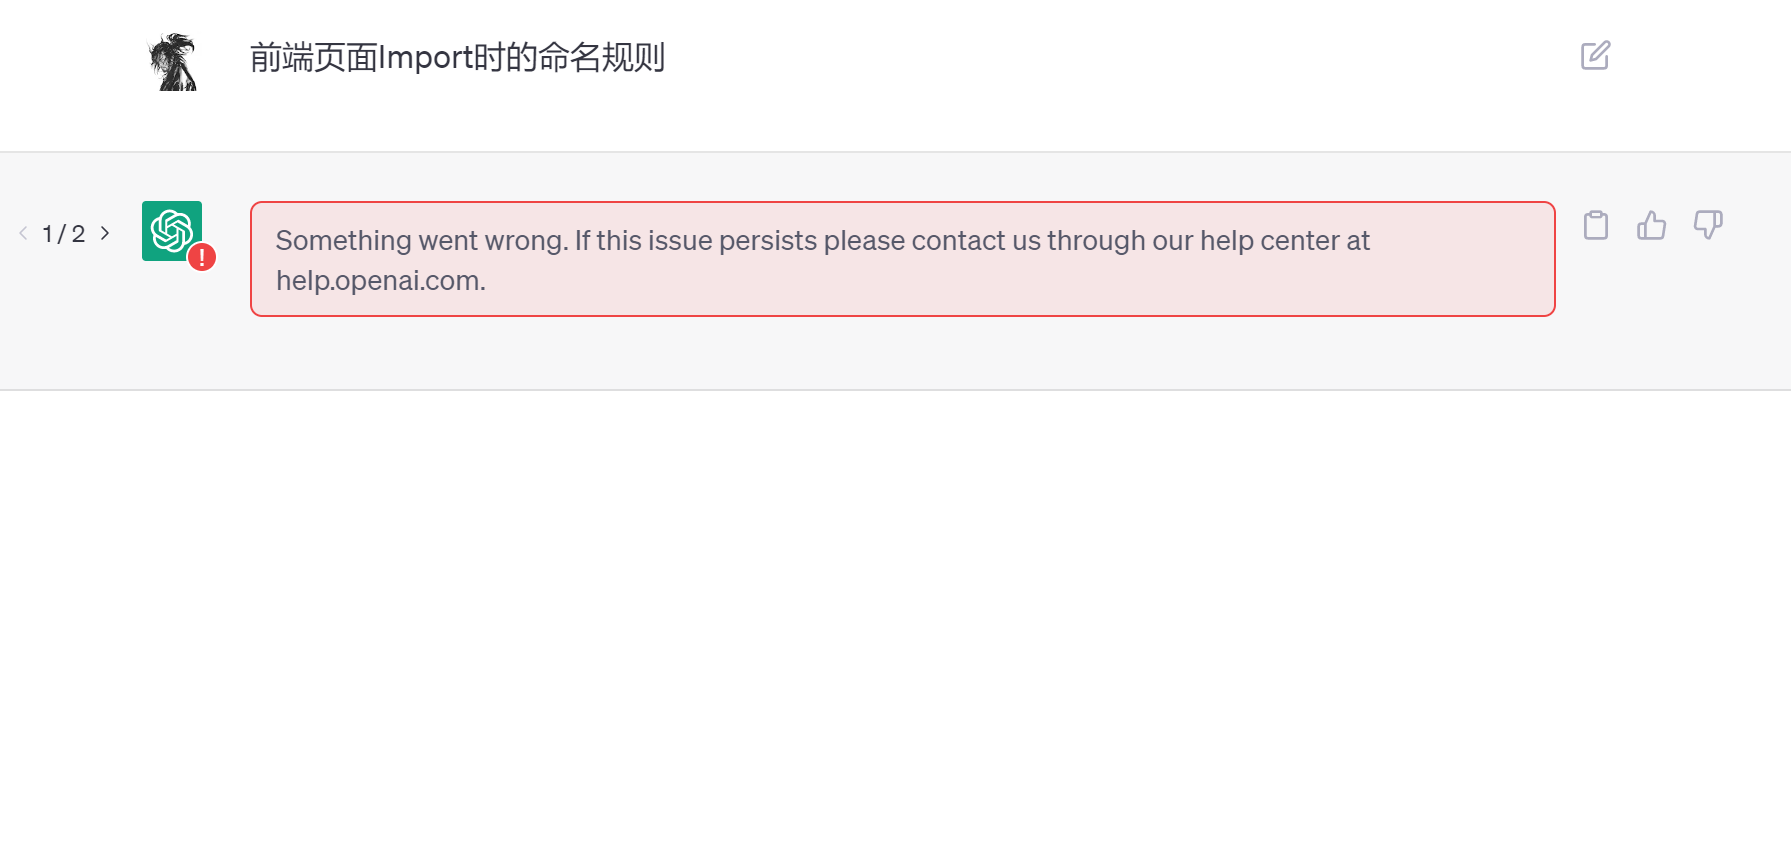 前端页面Import时的命名规则
1 / 2
Something went wrong. If this issue persists please contact us through our help center at
help.openai.com.